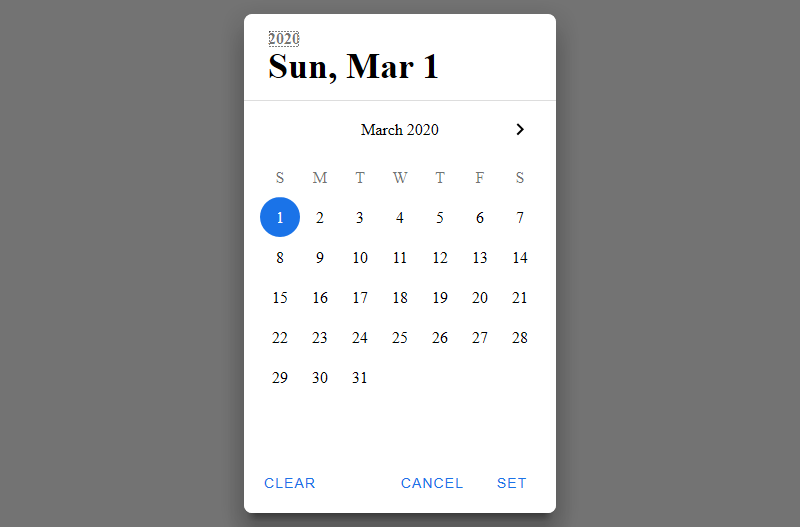 2020
Sun, Mar 1
March 2020
S M T W T F S
1 2 3 4 5 6 7
8 9 10 11 12 13 14
15 16 17 18 19 20 21
22 23 24 25 26 27 28
29 30 31
CLEAR CANCEL SET